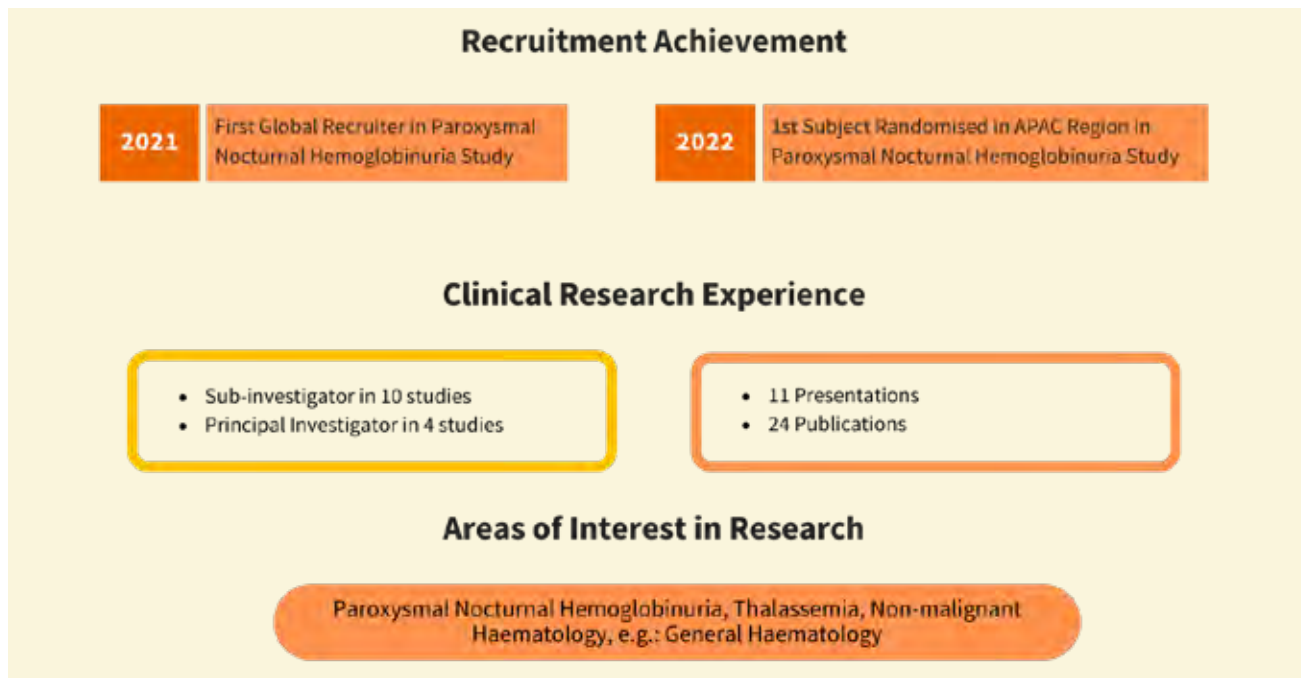 Recruitment Achievement
2021
First Global Recruiter in Paroxysmal
Nocturnal Hemoglobinuria Study
2022
1st Subject Randomised in APAC Region in
Paroxysmal Nocturnal Hemoglobinuria Study
Clinical Research Experience
• Sub-investigator in 10 studies
• Principal Investigator in 4 studies
• 11 Presentations
• 24 Publications
Areas of Interest in Research
Paroxysmal Nocturnal Hemoglobinuria, Thalassemia, Non-malignant
Haematology, e.g.: General Haematology